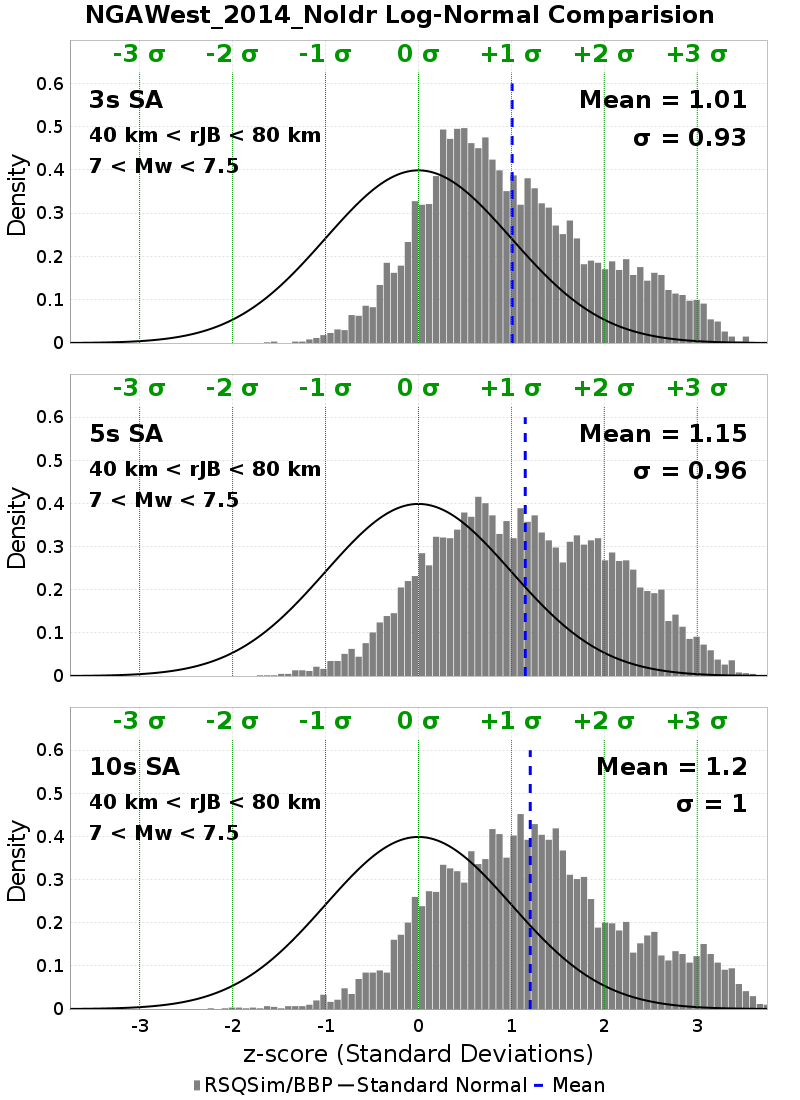 NGAWest_2014_NoIdr Log-Normal Comparision
-3 σ -2 σ -1 σ 0 σ +1 σ +2 σ +3 σ
0.6
3s SA Mean = 1.01
0.5
40 km < rJB < 80 km σ = 0.93
7 < Mw < 7.5
0.4
0.3
0.2
0.1
0
Density
-3 σ -2 σ -1 σ 0 σ +1 σ +2 σ +3 σ
0.6
5s SA Mean = 1.15
0.5
40 km < rJB < 80 km σ = 0.96
7 < Mw < 7.5
0.4
0.3
0.2
0.1
0
Density
-3 σ -2 σ -1 σ 0 σ +1 σ +2 σ +3 σ
0.6
10s SA Mean = 1.2
0.5
40 km < rJB < 80 km σ = 1
7 < Mw < 7.5
0.4
0.3
0.2
0.1
0
Density
-3 -2 -1 0 1 2 3
z-score (Standard Deviations)
RSQSim/BBP Standard Normal Mean